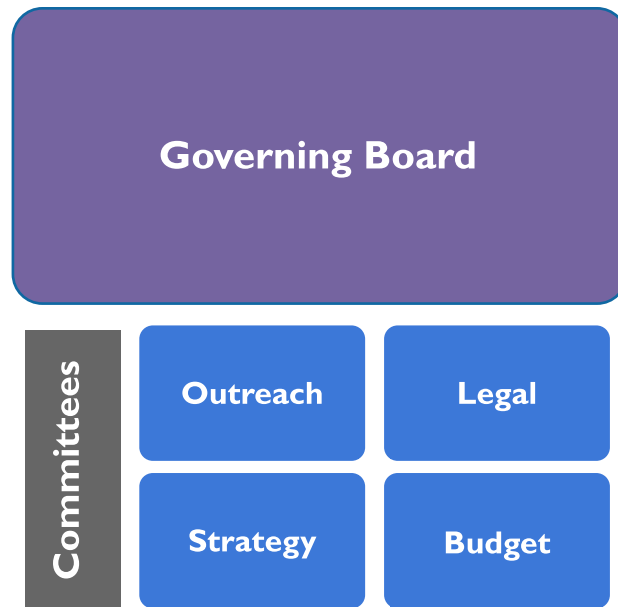 Governing Board
Committees
Outreach
Legal
Strategy
Budget